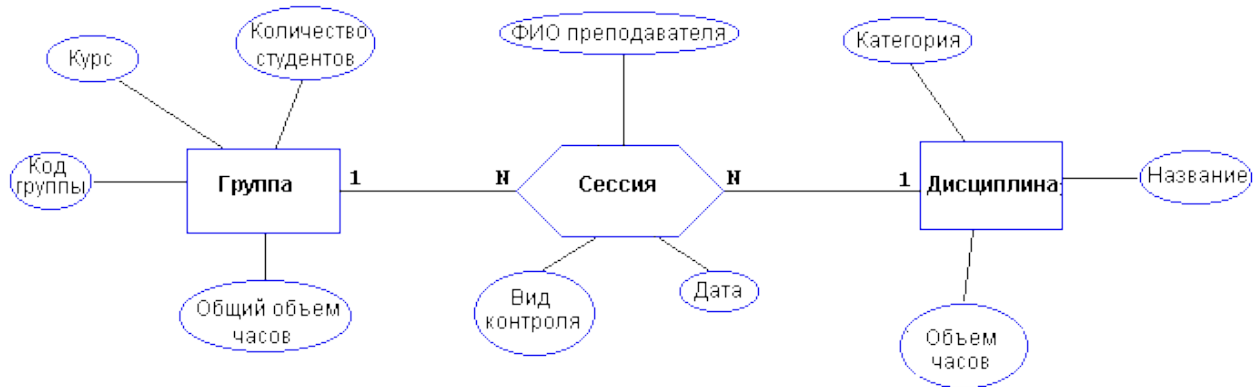 Количество
студентов
ФИО преподавателя
Категория
Курс
Код
группы
Группа
1
N
Сессия
N
1
Дисциплина
Название
Общий объем
часов
Вид
контроля
Дата
Объем
часов